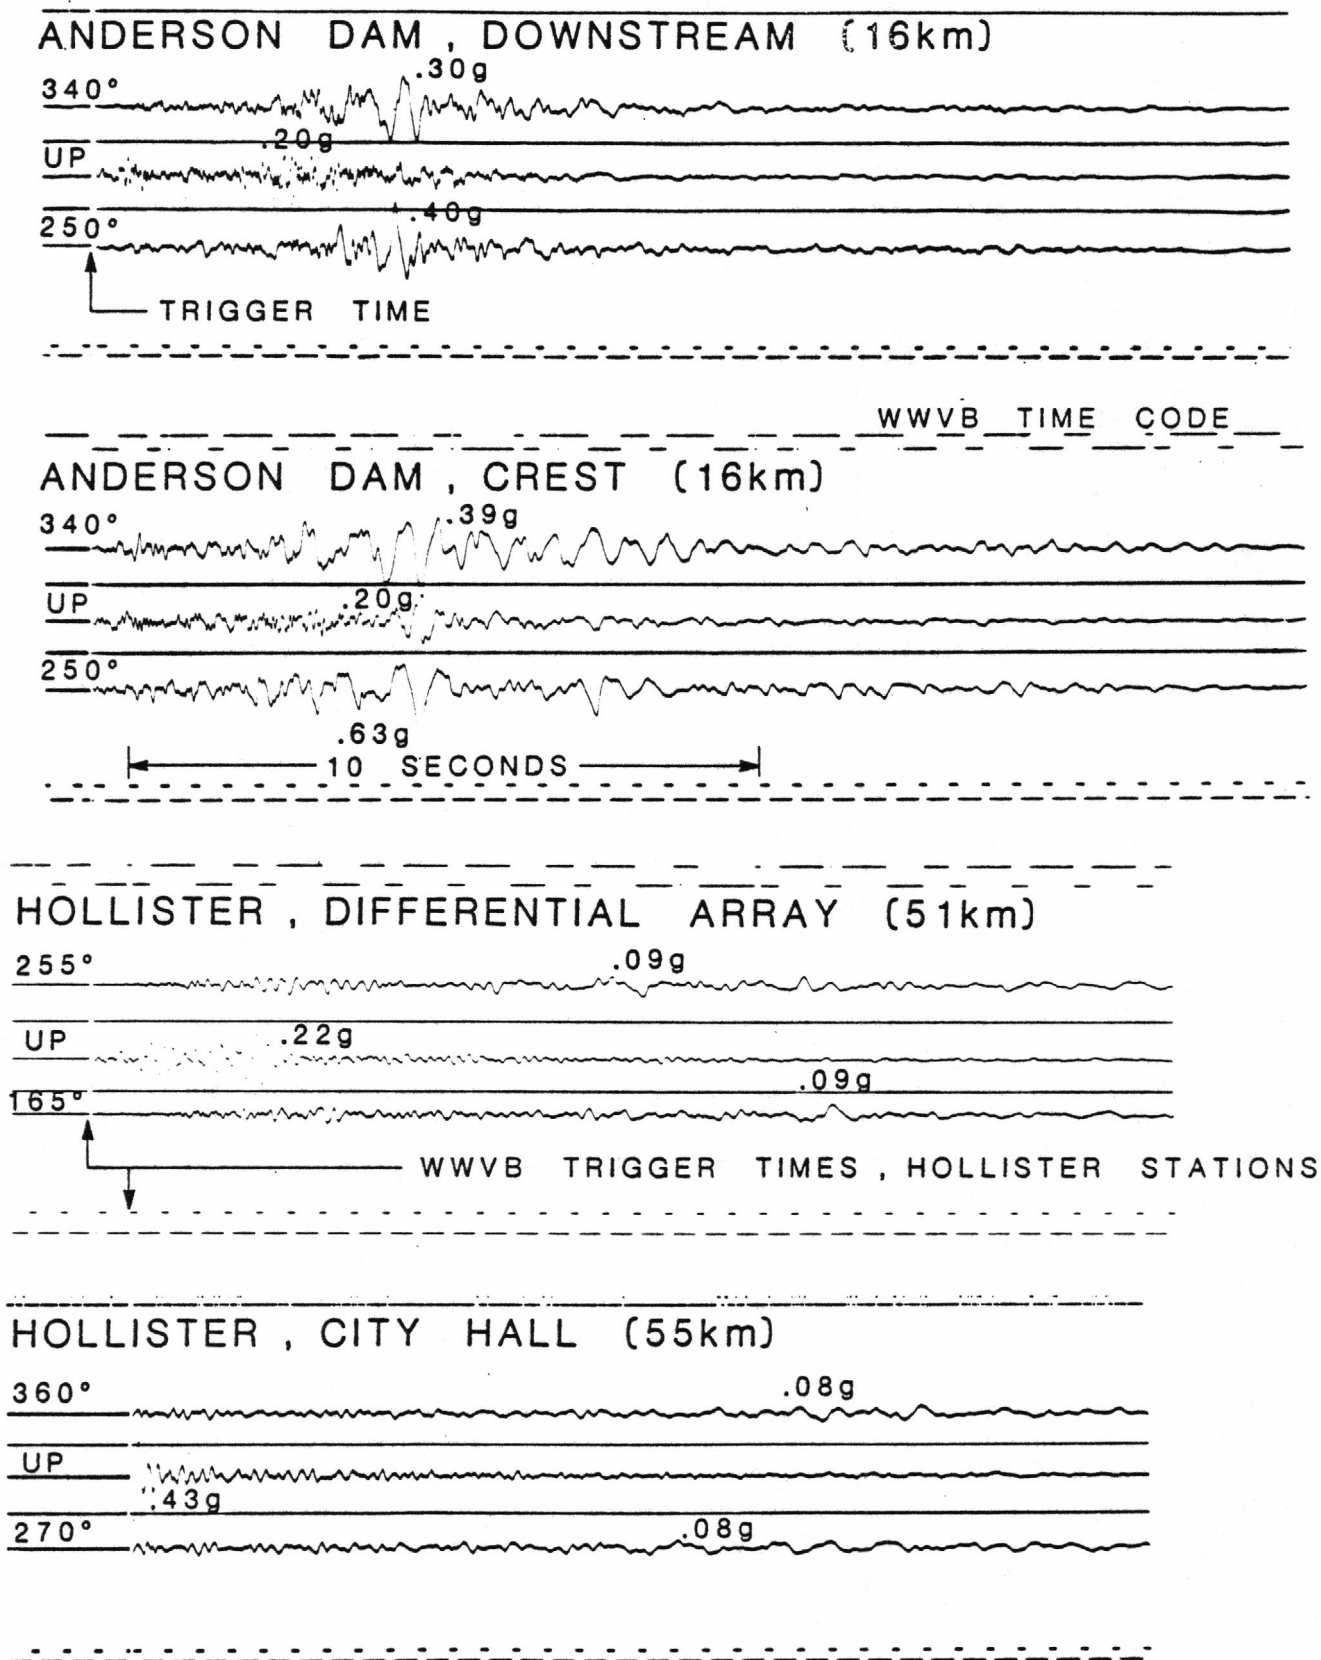 ANDERSON DAM, DOWNSTREAM (16km)
340° .30g
UP .20g
250° .40g
TRIGGER TIME
WWVB TIME CODE
ANDERSON DAM, CREST (16km)
340° .39g
UP .20g
250°
.63g
10 SECONDS
HOLLISTER, DIFFERENTIAL ARRAY (51km)
255° .09g
UP .22g
165° .09g
WWVB TRIGGER TIMES, HOLLISTER STATIONS
HOLLISTER, CITY HALL (55km)
360° .08g
UP
.43g
270° .08g